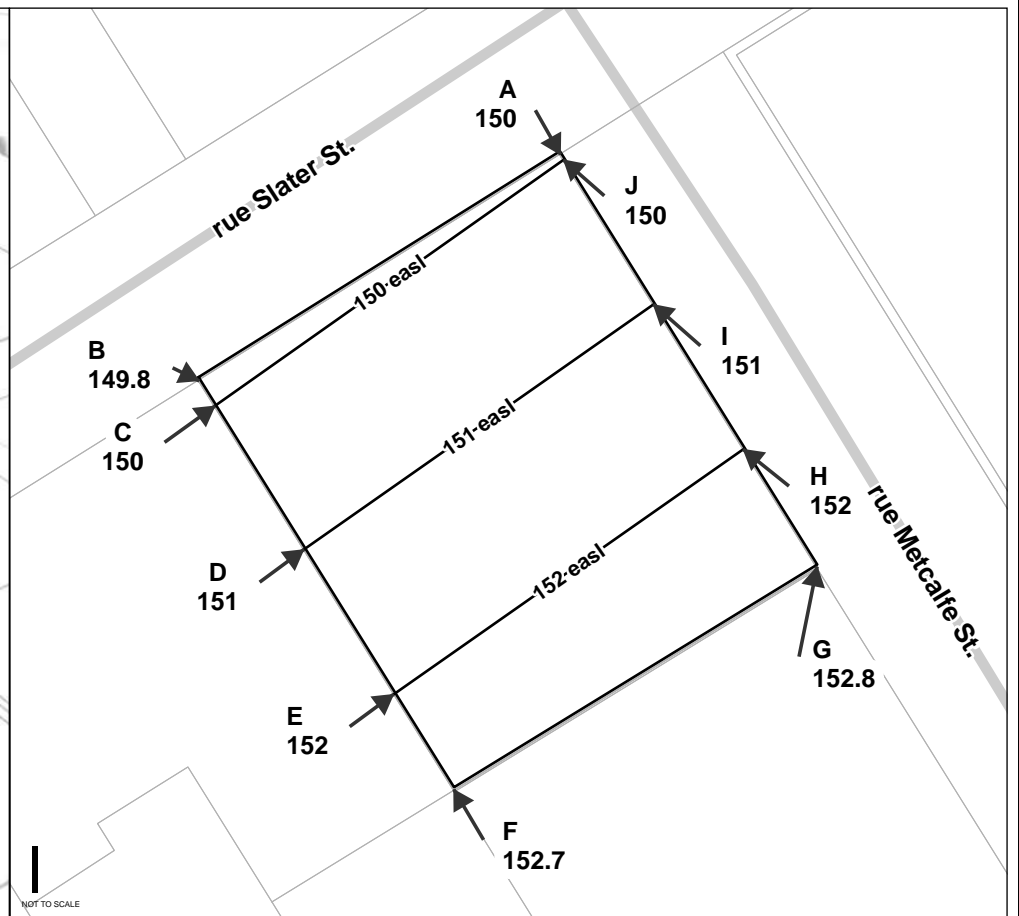 A
150
rue Slater St.
J
150
150 easl
B
149.8
I
151
C
150
151 easl
H
152
rue Metcalfe St.
D
151
152 easl
G
152.8
E
152
F
152.7
NOT TO SCALE